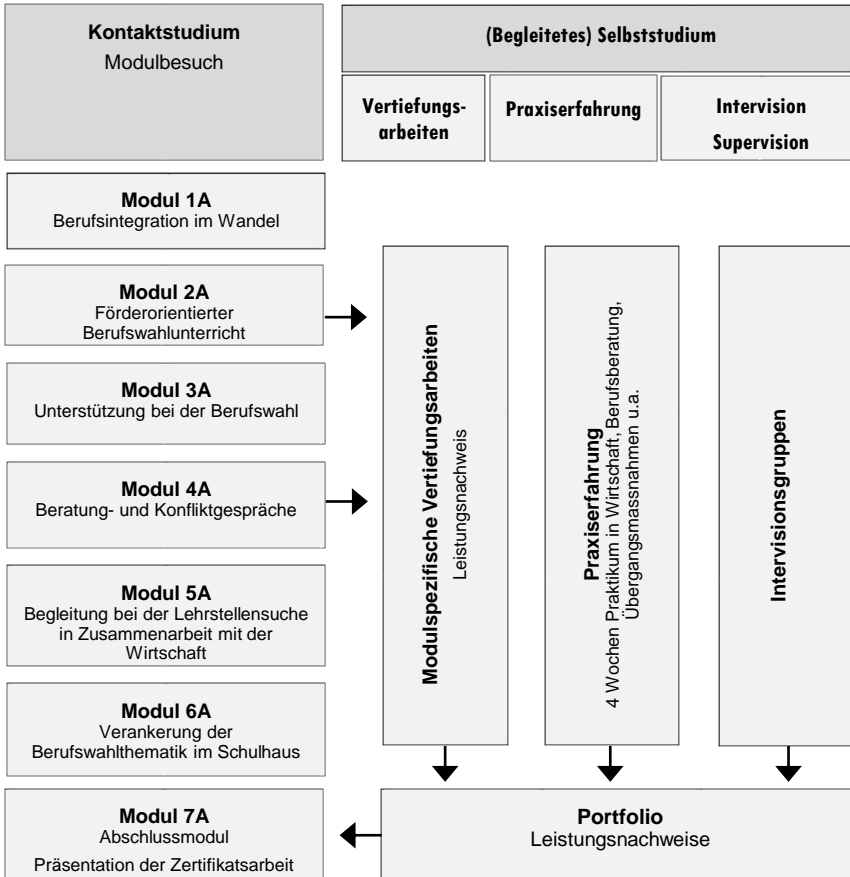 Kontaktstudium
Modulbesuch
(Begleitetes) Selbststudium
Vertiefungs-
arbeiten
Praxiserfahrung
Intervision
Supervision
Modul 1A
Berufsintegration im Wandel
Modul 2A
Förderorientierter
Berufswahlunterricht
Modul 3A
Unterstützung bei der Berufswahl
Modul 4A
Beratung- und Konfliktgespräche
Modul 5A
Begleitung bei der Lehrstellensuche
in Zusammenarbeit mit der
Wirtschaft
Modul 6A
Verankerung der
Berufswahlthematik im Schulhaus
Modul 7A
Abschlussmodul
Präsentation der Zertifikatsarbeit
Modulspezifische Vertiefungsarbeiten
Leistungsnachweis
Praxiserfahrung
4 Wochen Praktikum in Wirtschaft, Berufsberatung,
Übergangsmassnahmen u.a.
Intervisionsgruppen
Portfolio
Leistungsnachweise